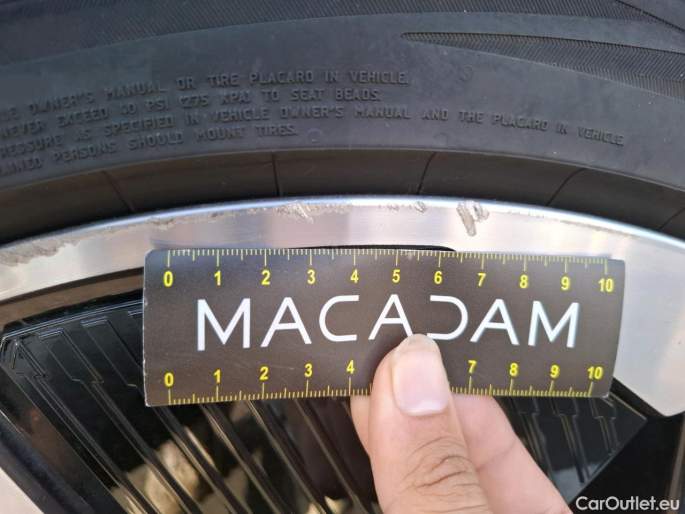 OWNER'S MANUAL OR TIRE PLACARD IN VEHICLE.
NEVER EXCEED 40 PSI (275 KPA) TO SEAT BEADS.
PRESSURE AS SPECIFIED IN VEHICLE OWNER'S MANUAL AND THE PLACARD IN VEHICLE.
PERSONS SHOULD MOUNT TIRES.
0 1 2 3 4 5 6 7 8 9 10
MACADAM
0 1 2 3 4 7 8 9 10
CarOutlet.eu